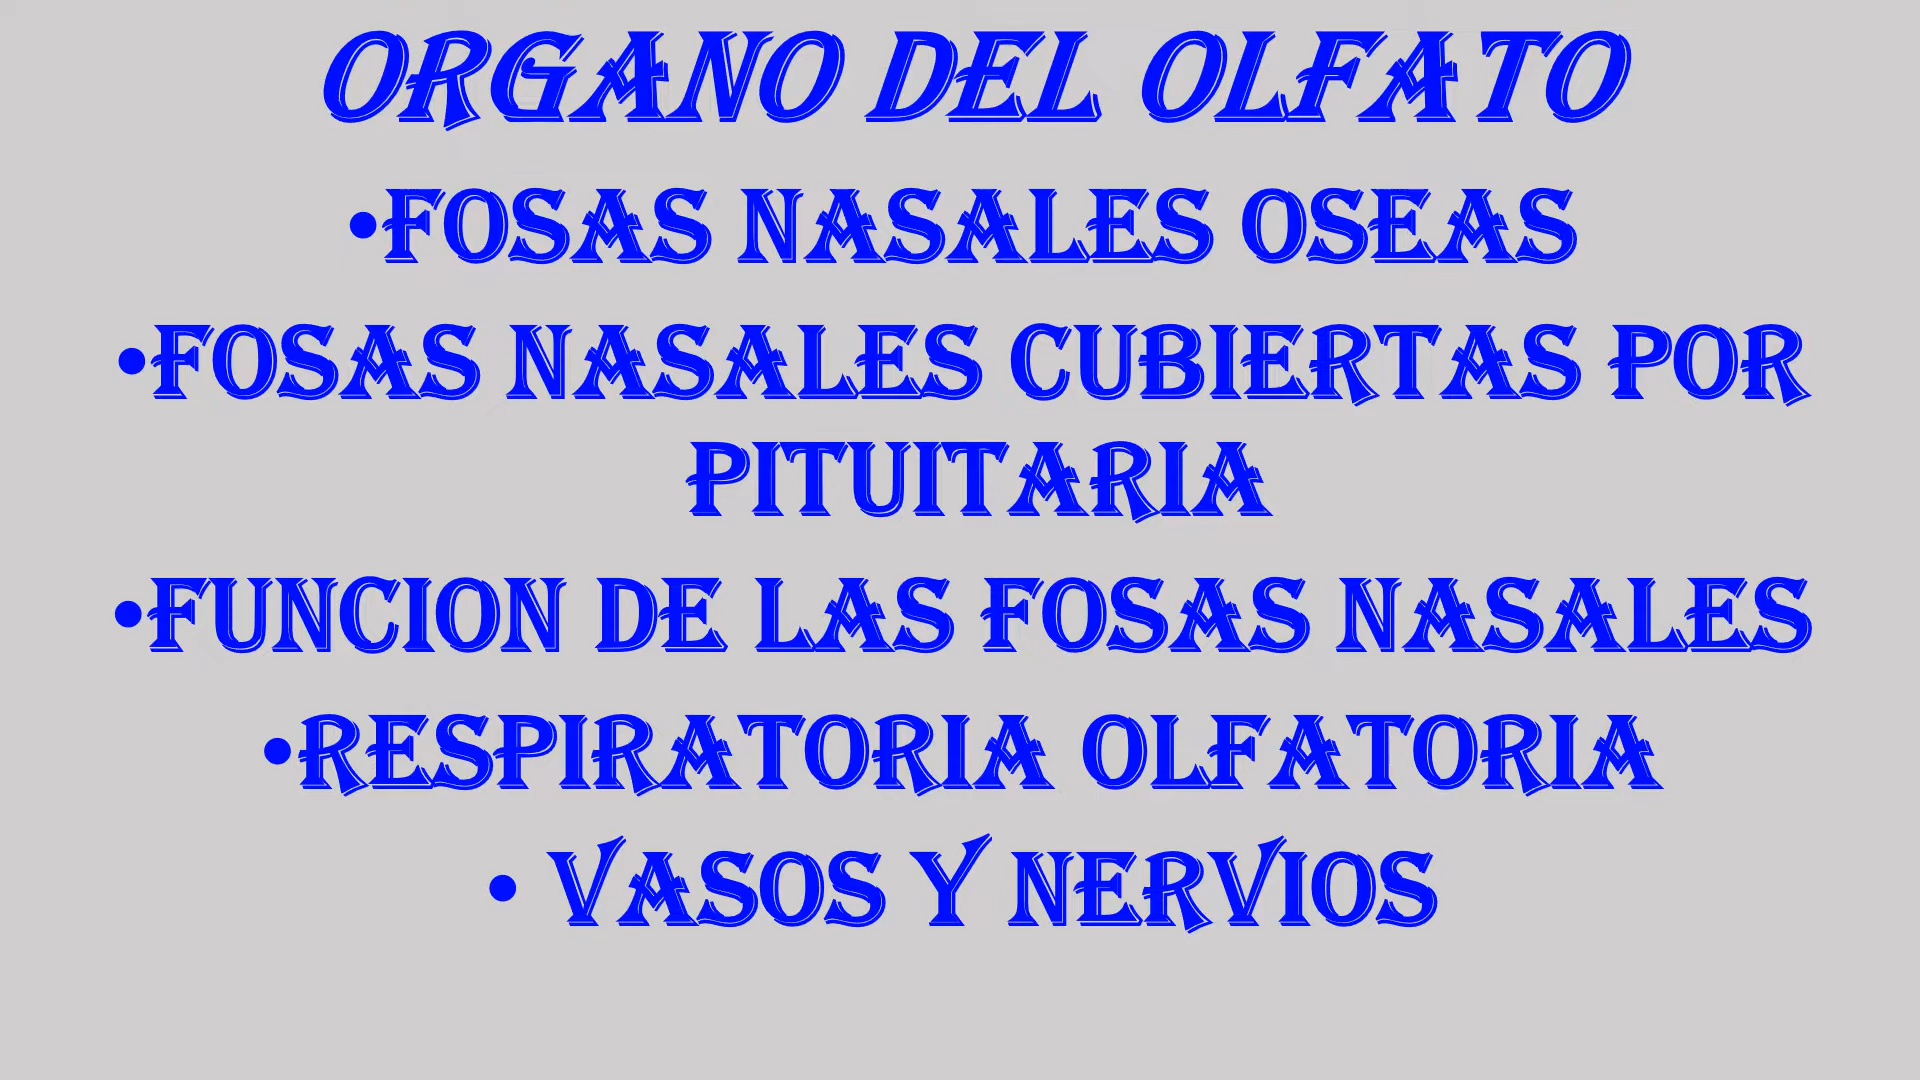 ORGANO DEL OLFATO
•FOSAS NASALES OSEAS
•FOSAS NASALES CUBIERTAS POR
PITUITARIA
•FUNCION DE LAS FOSAS NASALES
•RESPIRATORIA OLFATORIA
• VASOS Y NERVIOS